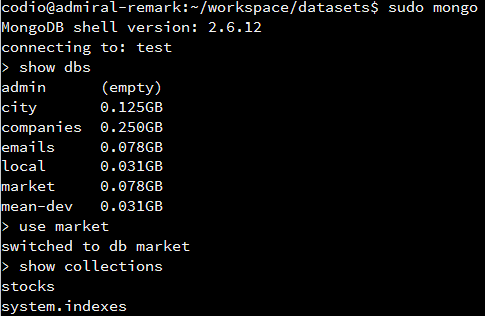 codio@admiral-remark:~/workspace/datasets$ sudo mongo
MongoDB shell version: 2.6.12
connecting to: test
> show dbs
admin      (empty)
city       0.125GB
companies  0.250GB
emails     0.078GB
local      0.031GB
market     0.078GB
mean-dev   0.031GB
> use market
switched to db market
> show collections
stocks
system.indexes